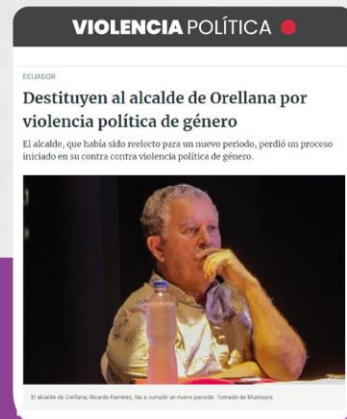 VIOLENCIA POLÍTICA
ECUADOR
Destituyen al alcalde de Orellana por
violencia política de género
El alcalde, que había sido reelecto para un nuevo periodo, perdió un proceso
iniciado en su contra contra violencia política de género.
El alcalde de Orellana, Ricardo Ramírez, iba a cumplir un nuevo periodo. Tomado de Municipio